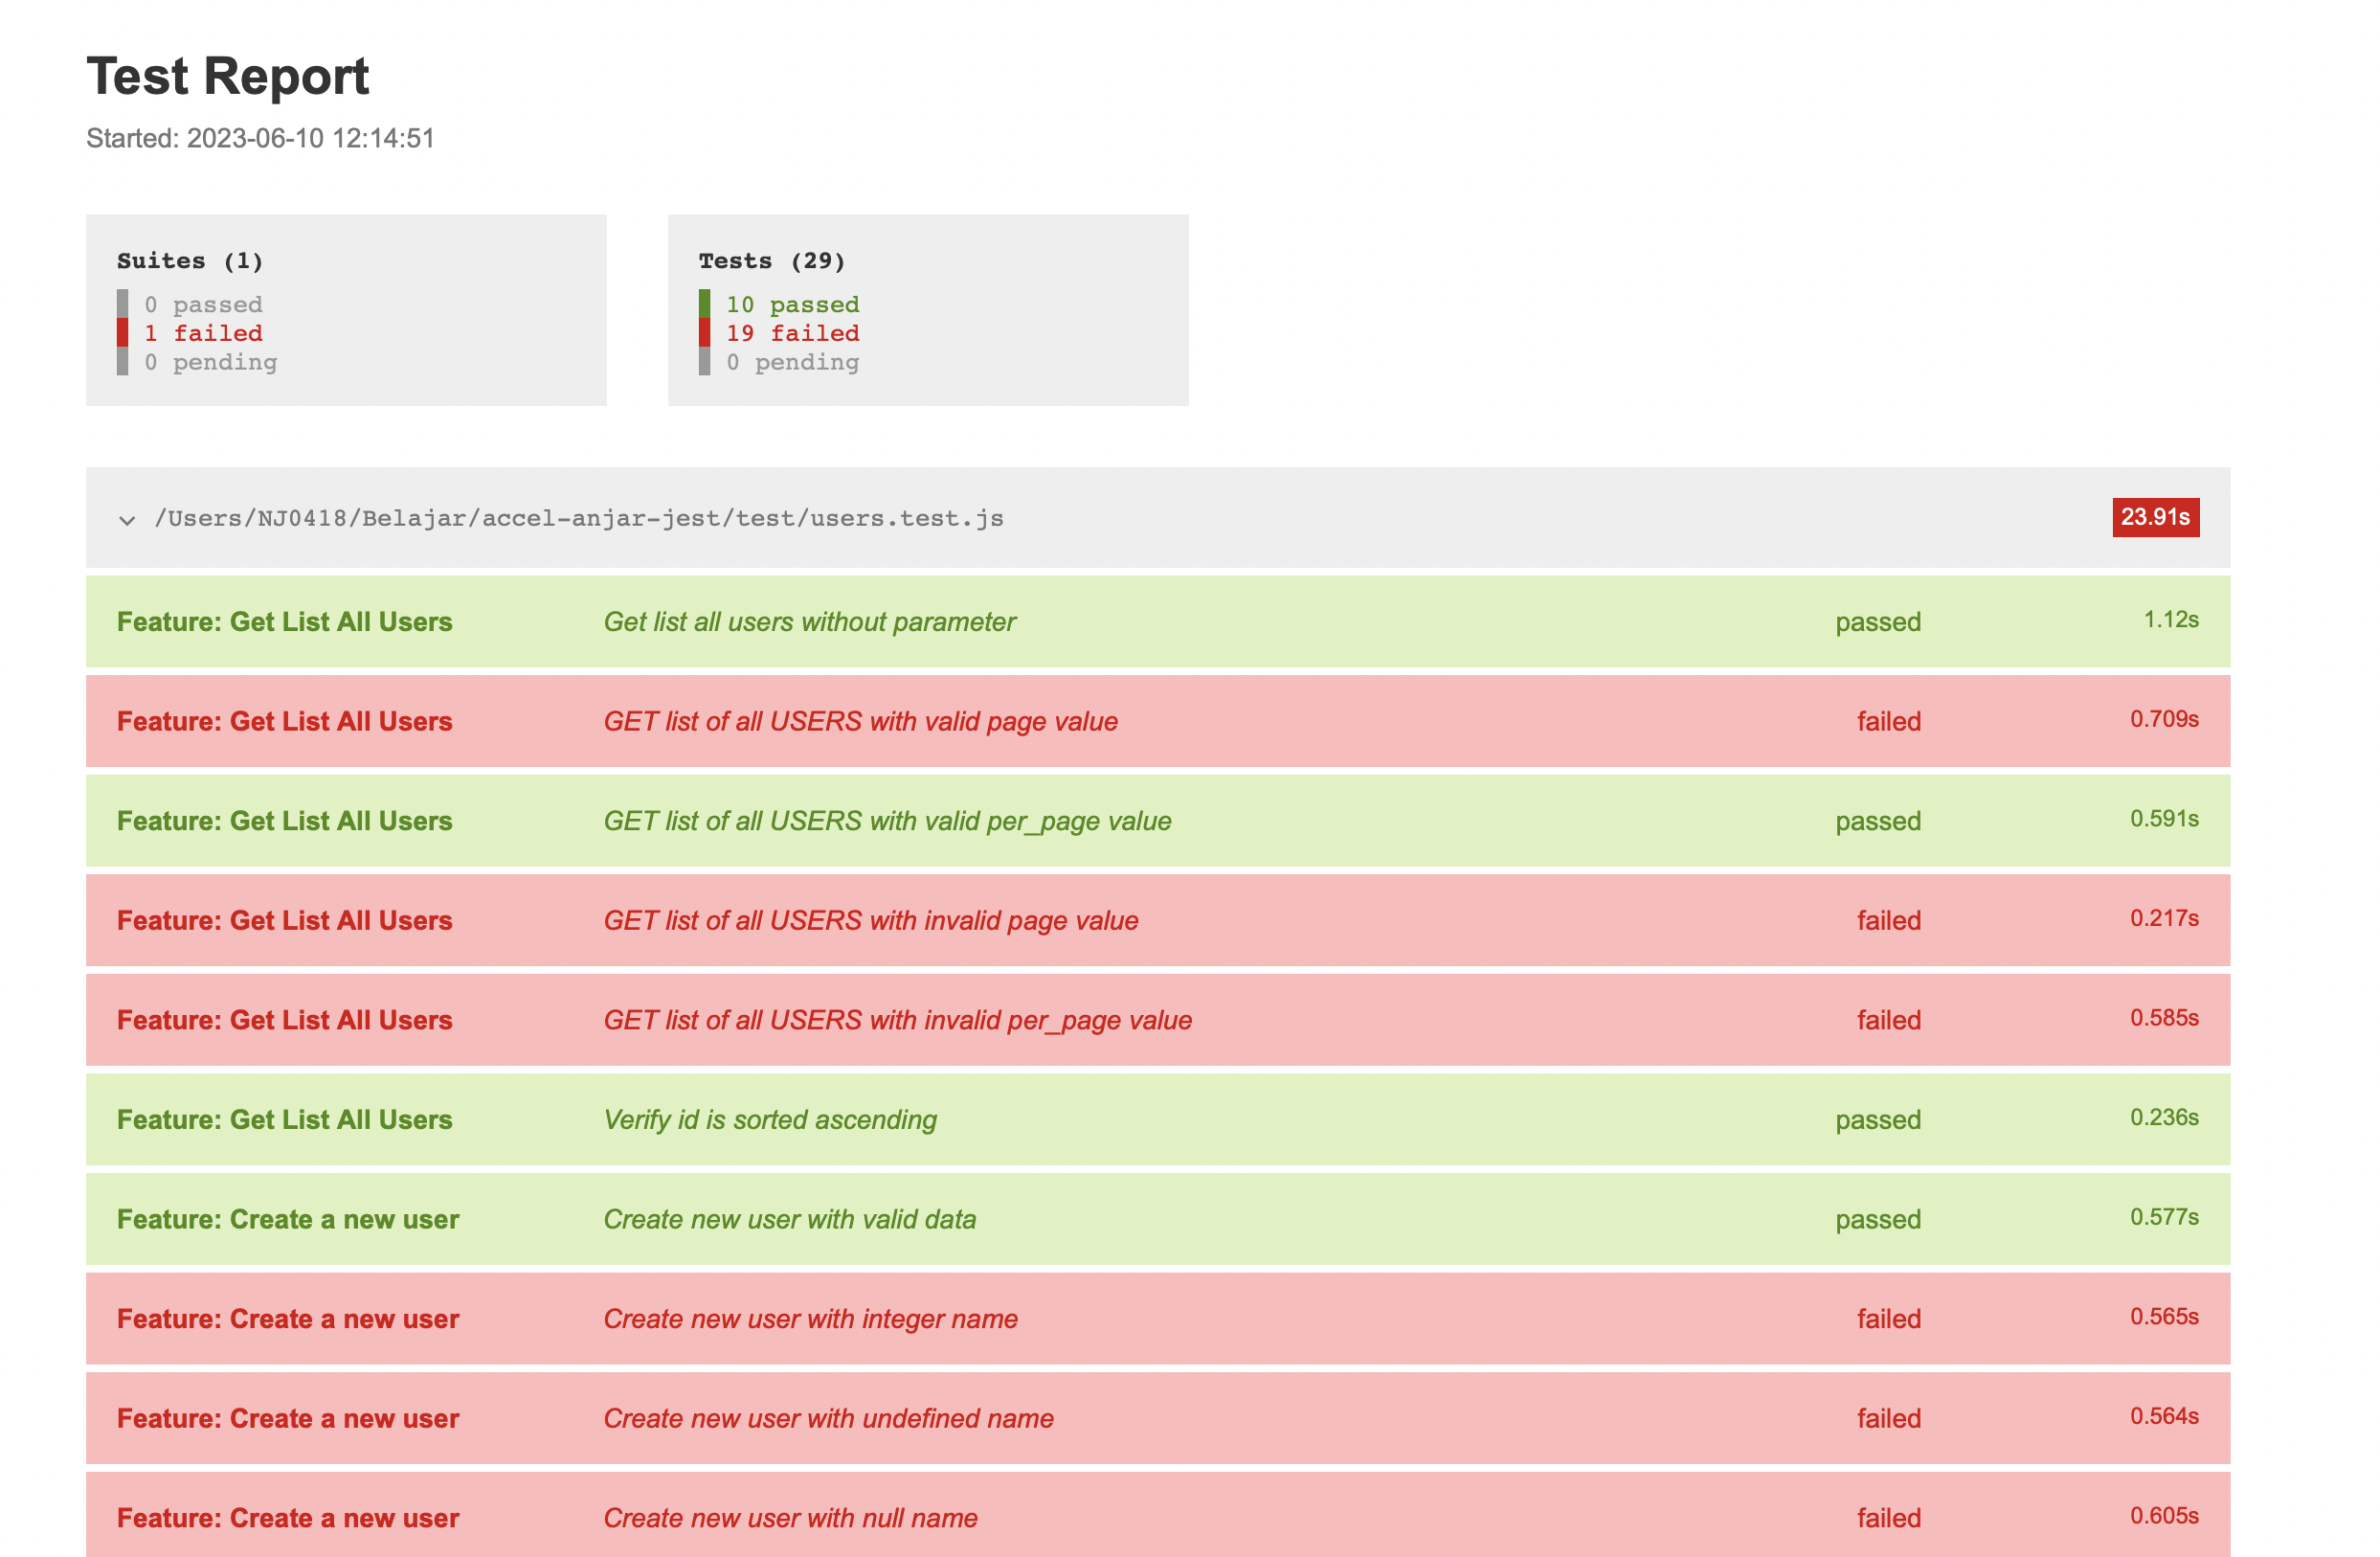 Test Report
Started: 2023-06-10 12:14:51
Suites (1)
0 passed
1 failed
0 pending
Tests (29)
10 passed
19 failed
0 pending
/Users/NJ0418/Belajar/accel-anjar-jest/test/users.test.js 23.91s
Feature: Get List All Users Get list all users without parameter passed 1.12s
Feature: Get List All Users GET list of all USERS with valid page value failed 0.709s
Feature: Get List All Users GET list of all USERS with valid per_page value passed 0.591s
Feature: Get List All Users GET list of all USERS with invalid page value failed 0.217s
Feature: Get List All Users GET list of all USERS with invalid per_page value failed 0.585s
Feature: Get List All Users Verify id is sorted ascending passed 0.236s
Feature: Create a new user Create new user with valid data passed 0.577s
Feature: Create a new user Create new user with integer name failed 0.565s
Feature: Create a new user Create new user with undefined name failed 0.564s
Feature: Create a new user Create new user with null name failed 0.605s